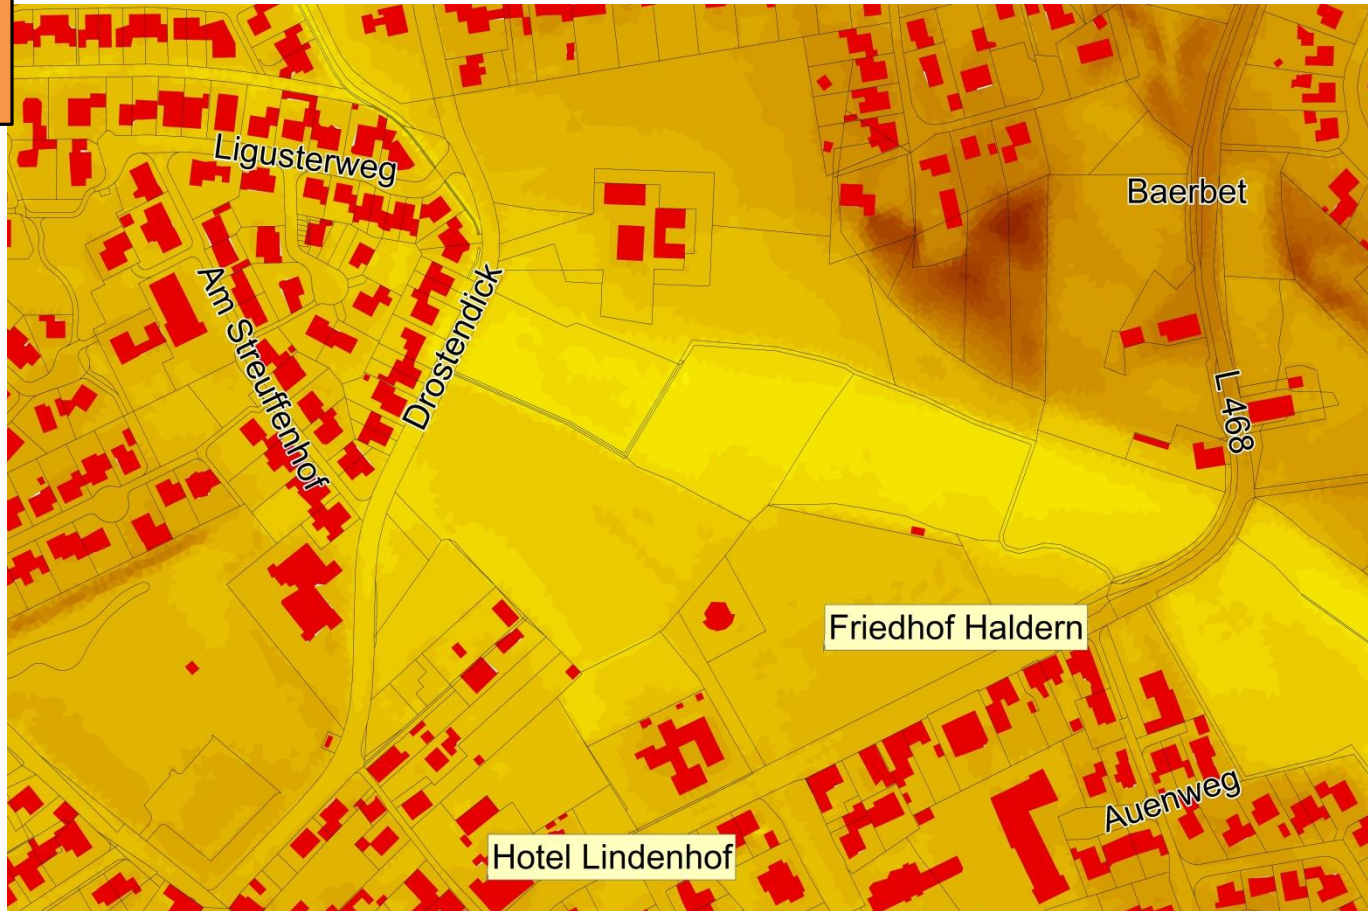 Ligusterweg
Baerbet
Am Streuffenhof
Drostendick
L 468
Friedhof Haldern
Auenweg
Hotel Lindenhof